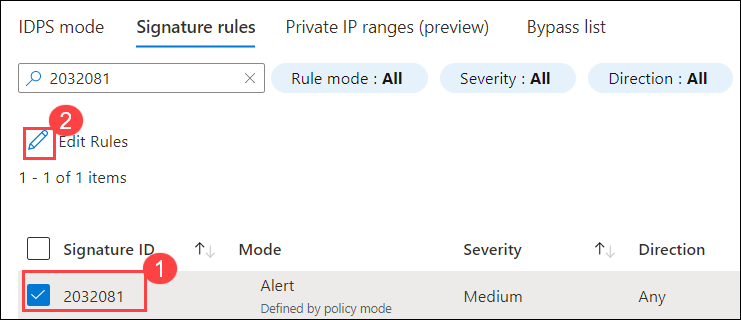 IDPS mode Signature rules Private IP ranges (preview) Bypass list
2032081 Rule mode : All Severity : All Direction : All
2
Edit Rules
1 - 1 of 1 items
Signature ID Mode Severity Direction
1
2032081 Alert Medium Any
Defined by policy mode